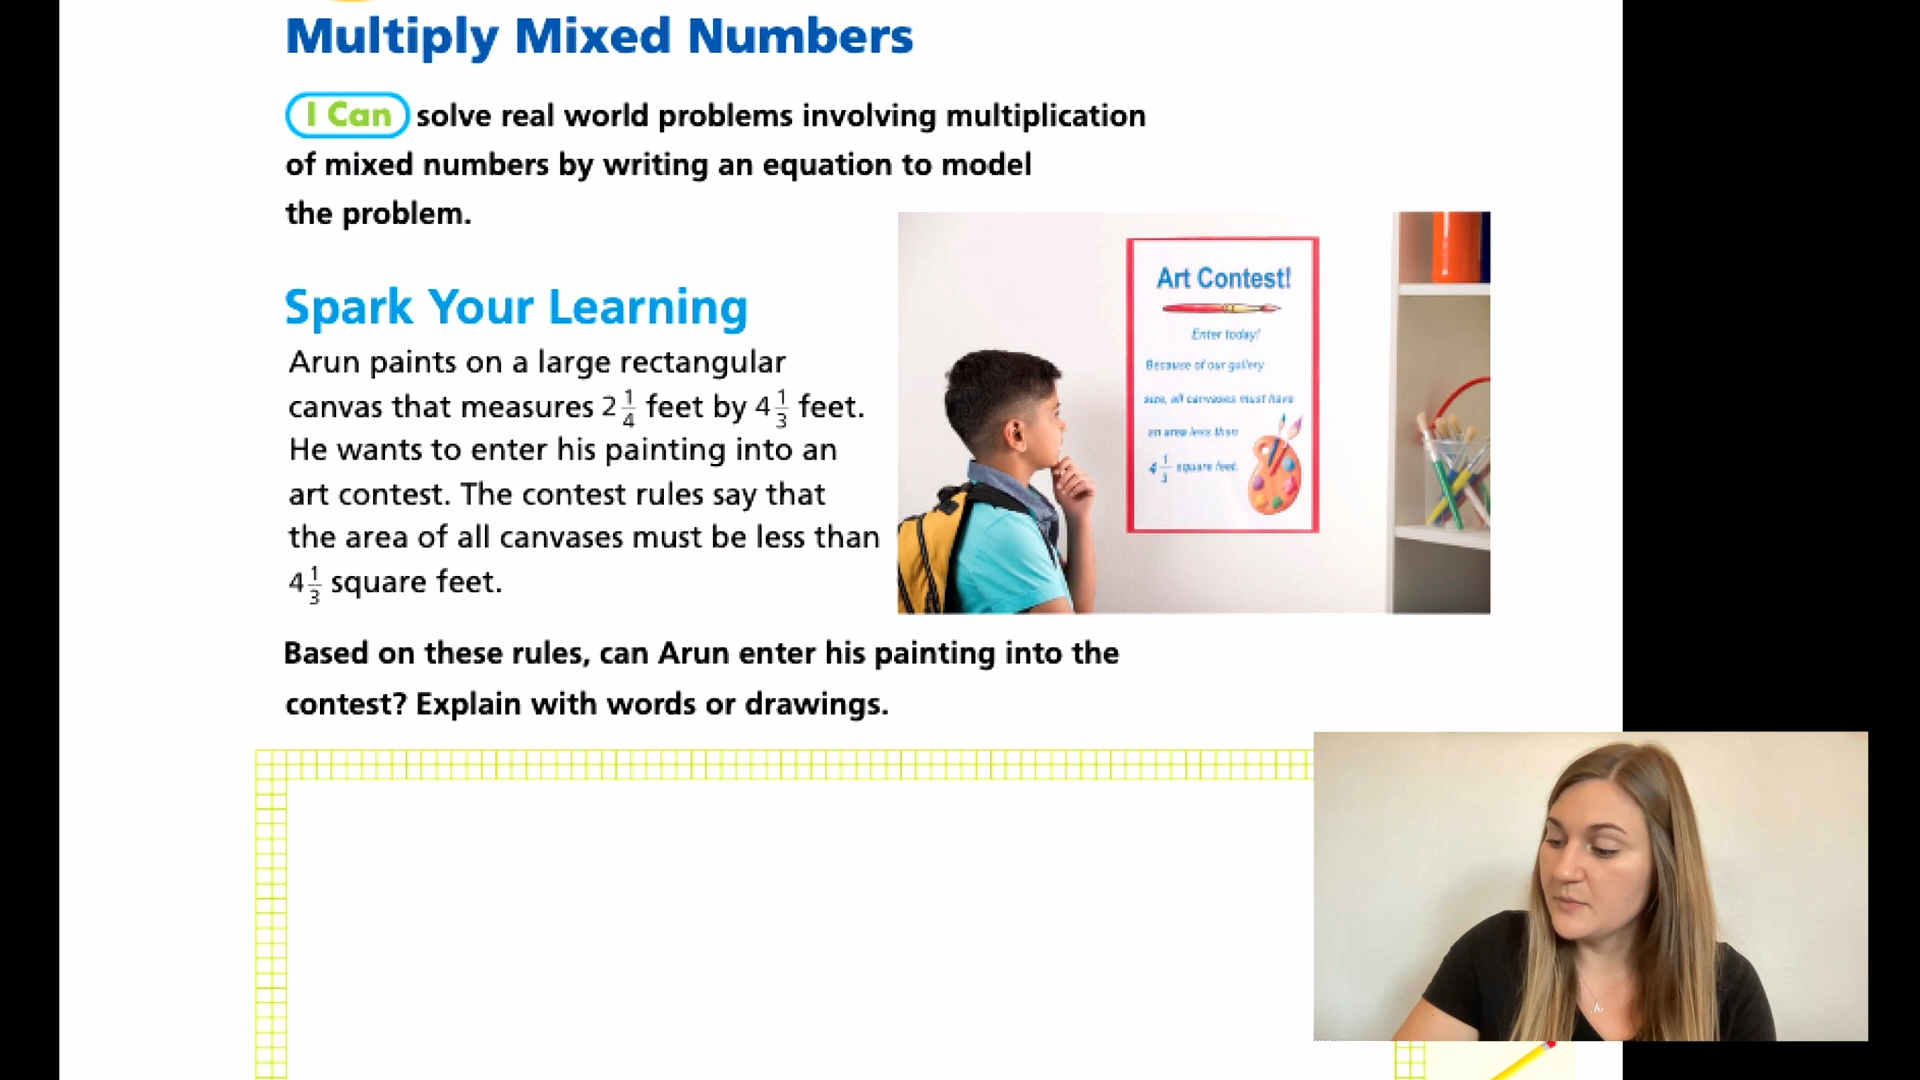 Multiply Mixed Numbers
I Can solve real world problems involving multiplication
of mixed numbers by writing an equation to model
the problem.
Spark Your Learning
Arun paints on a large rectangular
canvas that measures 2 1/4 feet by 4 1/3 feet.
He wants to enter his painting into an
art contest. The contest rules say that
the area of all canvases must be less than
4 1/3 square feet.
Art Contest!
Enter today!
Because of our gallery
size, all canvases must have
an area less than
4 1/3 square feet.
Based on these rules, can Arun enter his painting into the
contest? Explain with words or drawings.